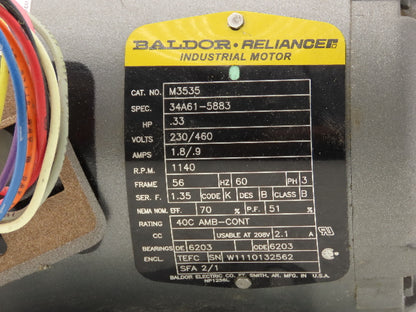 BALDOR · RELIANCE
INDUSTRIAL MOTOR
CAT. NO. M3535
SPEC. 34A61-5883
HP .33
VOLTS 230/460
AMPS 1.8/.9
R.P.M. 1140
FRAME 56 HZ 60 PH 3
SER. F. 1.35 CODE K DES B CLASS B
NEMA NOM. EFF. 70 % P.F. 51 %
RATING 40C AMB-CONT
CC USABLE AT 208V 2.1 A
BEARINGS DE 6203 ODE 6203
ENCL. TEFC SN W1110132562
SFA 2/1
BALDOR ELECTRIC CO. FT. SMITH, AR. MFG. IN U.S.A.
NP1256L